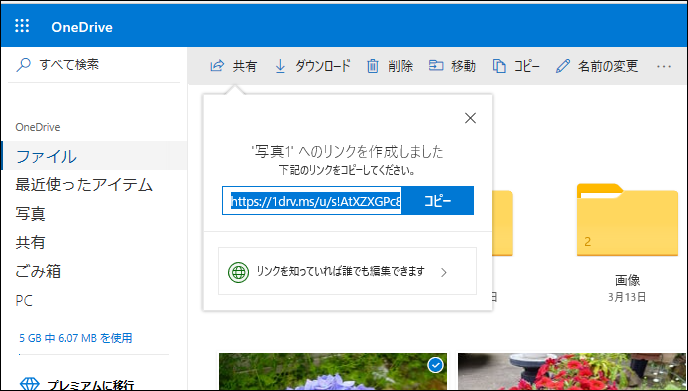 OneDrive
すべて検索
共有 ダウンロード 削除 移動 コピー 名前の変更 ...
OneDrive
ファイル
最近使ったアイテム
写真
共有
ごみ箱
PC
5 GB 中 6.07 MB を使用
プレミアムに移行
'写真1' へのリンクを作成しました
下記のリンクをコピーしてください。
https://1drv.ms/u/s!AtXZXGPc8 コピー
リンクを知っていれば誰でも編集できます
2
画像
3月13日